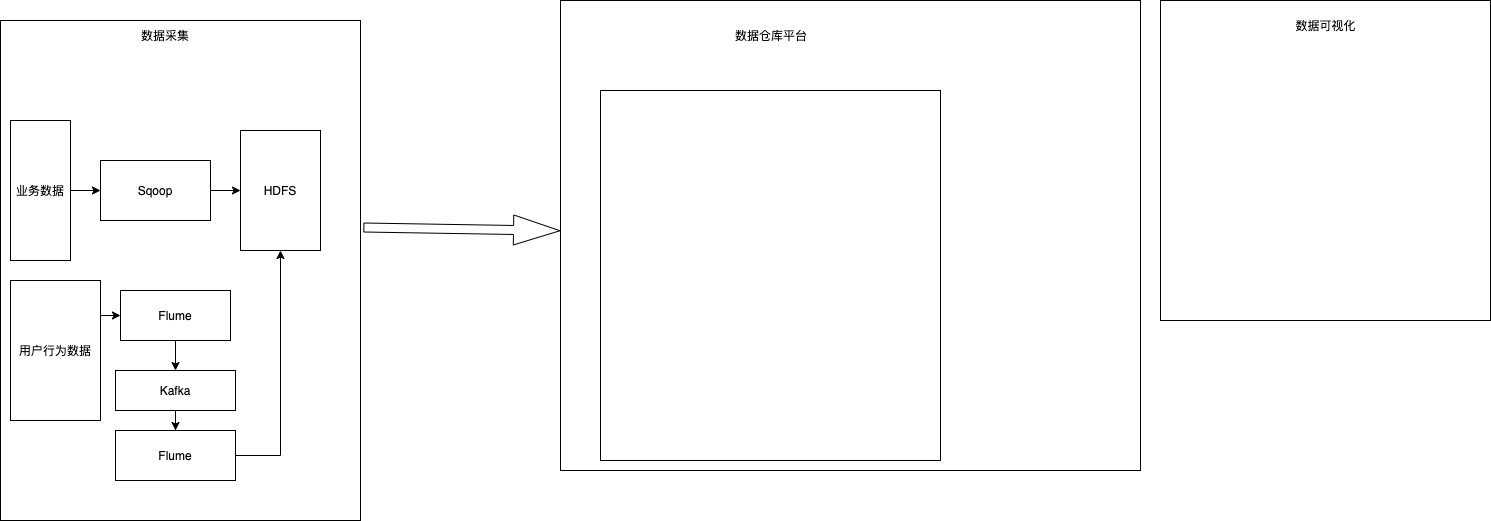 数据采集
数据仓库平台
数据可视化
业务数据
Sqoop
HDFS
用户行为数据
Flume
Kafka
Flume